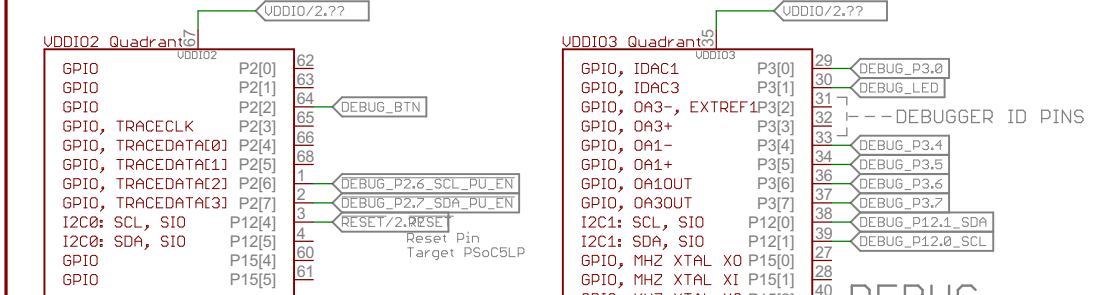 VDDIO/2.??
67
VDDIO2 Quadrant
VDDIO2
GPIO P2[0] 62
GPIO P2[1] 63
GPIO P2[2] 64 DEBUG_BTN
GPIO, TRACECLK P2[3] 65
GPIO, TRACEDATA[0] P2[4] 66
GPIO, TRACEDATA[1] P2[5] 68
GPIO, TRACEDATA[2] P2[6] 1 DEBUG_P2.6_SCL_PU_EN
GPIO, TRACEDATA[3] P2[7] 2 DEBUG_P2.7_SDA_PU_EN
I2C0: SCL, SIO P12[4] 3 RESET/2.?? RESET
I2C0: SDA, SIO P12[5] 4
Reset Pin
Target PSoC5LP
GPIO P15[4] 60
GPIO P15[5] 61
VDDIO/2.??
35
VDDIO3 Quadrant
VDDIO3
GPIO, IDAC1 P3[0] 29 DEBUG_P3.0
GPIO, IDAC3 P3[1] 30 DEBUG_LED
GPIO, OA3-, EXTREF1 P3[2] 31
DEBUGGER ID PINS
GPIO, OA3+ P3[3] 32
GPIO, OA1- P3[4] 33 DEBUG_P3.4
GPIO, OA1+ P3[5] 34 DEBUG_P3.5
GPIO, OA1OUT P3[6] 36 DEBUG_P3.6
GPIO, OA3OUT P3[7] 37 DEBUG_P3.7
I2C1: SCL, SIO P12[0] 38 DEBUG_P12.1_SDA
I2C1: SDA, SIO P12[1] 39 DEBUG_P12.0_SCL
GPIO, MHZ XTAL XO P15[0] 27
GPIO, MHZ XTAL XI P15[1] 28
40
DEBUG